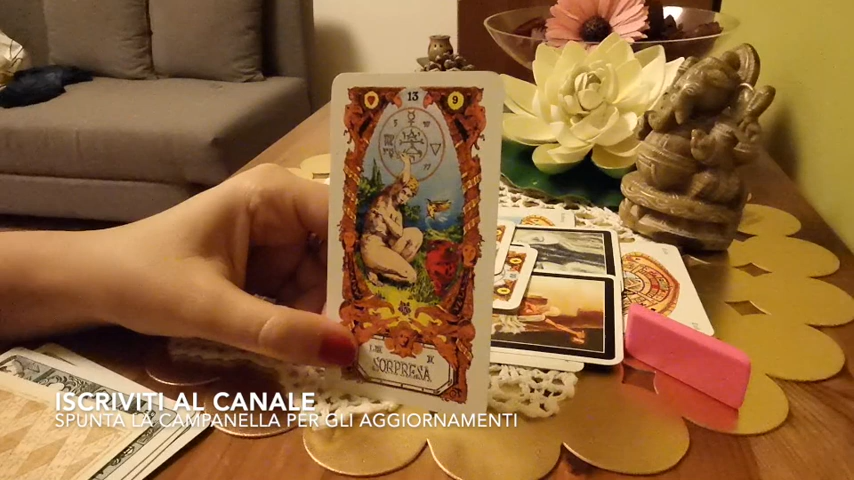 13
9
SORPRESA
ISCRIVITI AL CANALE
SPUNTA LA CAMPANELLA PER GLI AGGIORNAMENTI